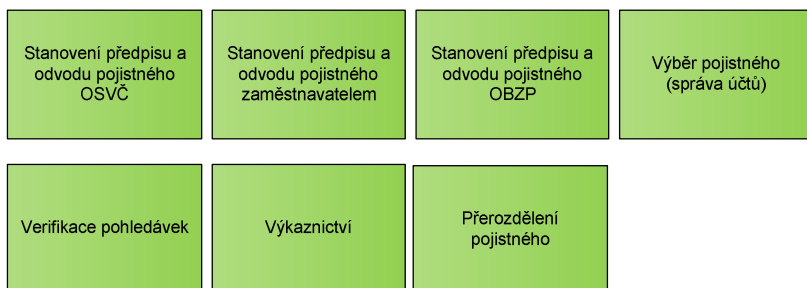 Stanovení předpisu a
odvodu pojistného
OSVČ
Stanovení předpisu a
odvodu pojistného
zaměstnavatelem
Stanovení předpisu a
odvodu pojistného
OBZP
Výběr pojistného
(správa účtů)
Verifikace pohledávek
Výkaznictví
Přerozdělení
pojistného